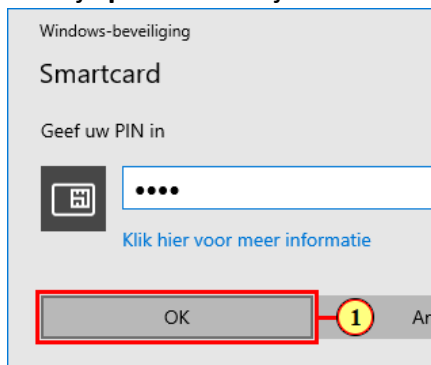 Windows-beveiliging
Smartcard
Geef uw PIN in
••••
Klik hier voor meer informatie
OK 1